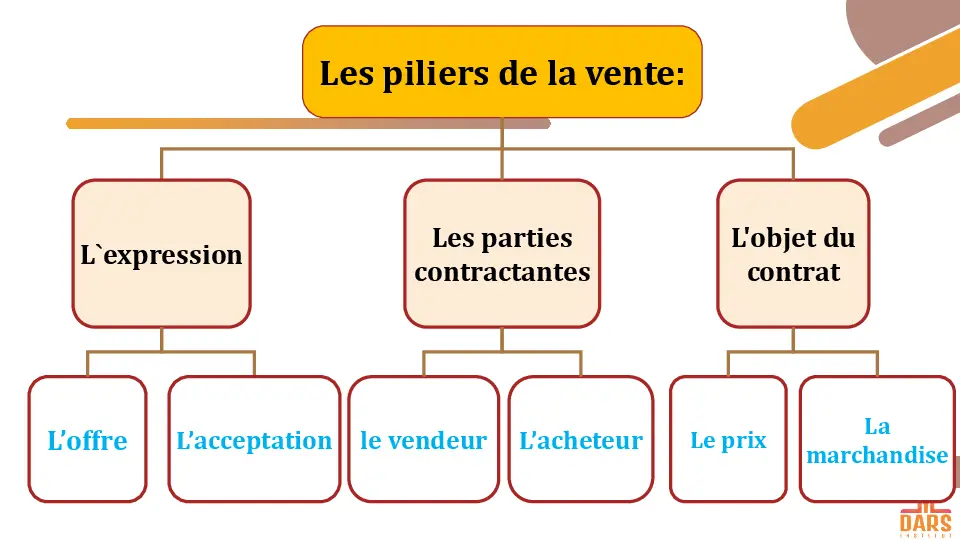 Les piliers de la vente:
L`expression
Les parties
contractantes
L'objet du
contrat
L’offre
L’acceptation
le vendeur
L’acheteur
Le prix
La
marchandise
DARS
INSTITUT